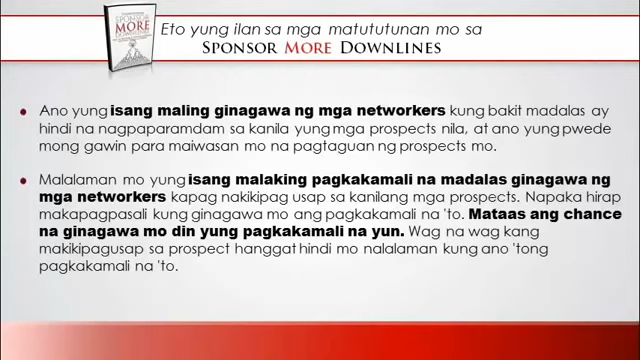 SPONSOR
MORE
Eto yung ilan sa mga matututunan mo sa
SPONSOR MORE DOWNLINES
Ano yung isang maling ginagawa ng mga networkers kung bakit madalas ay
hindi na nagpaparamdam sa kanila yung mga prospects nila, at ano yung pwede
mong gawin para maiwasan mo na pagtaguan ng prospects mo.
Malalaman mo yung isang malaking pagkakamali na madalas ginagawa ng
mga networkers kapag nakikipag usap sa kanilang mga prospects. Napaka hirap
makapagpasali kung ginagawa mo ang pagkakamali na 'to. Mataas ang chance
na ginagawa mo din yung pagkakamali na yun. Wag na wag kang
makikipagusap sa prospect hanggat hindi mo nalalaman kung ano 'tong
pagkakamali na 'to.